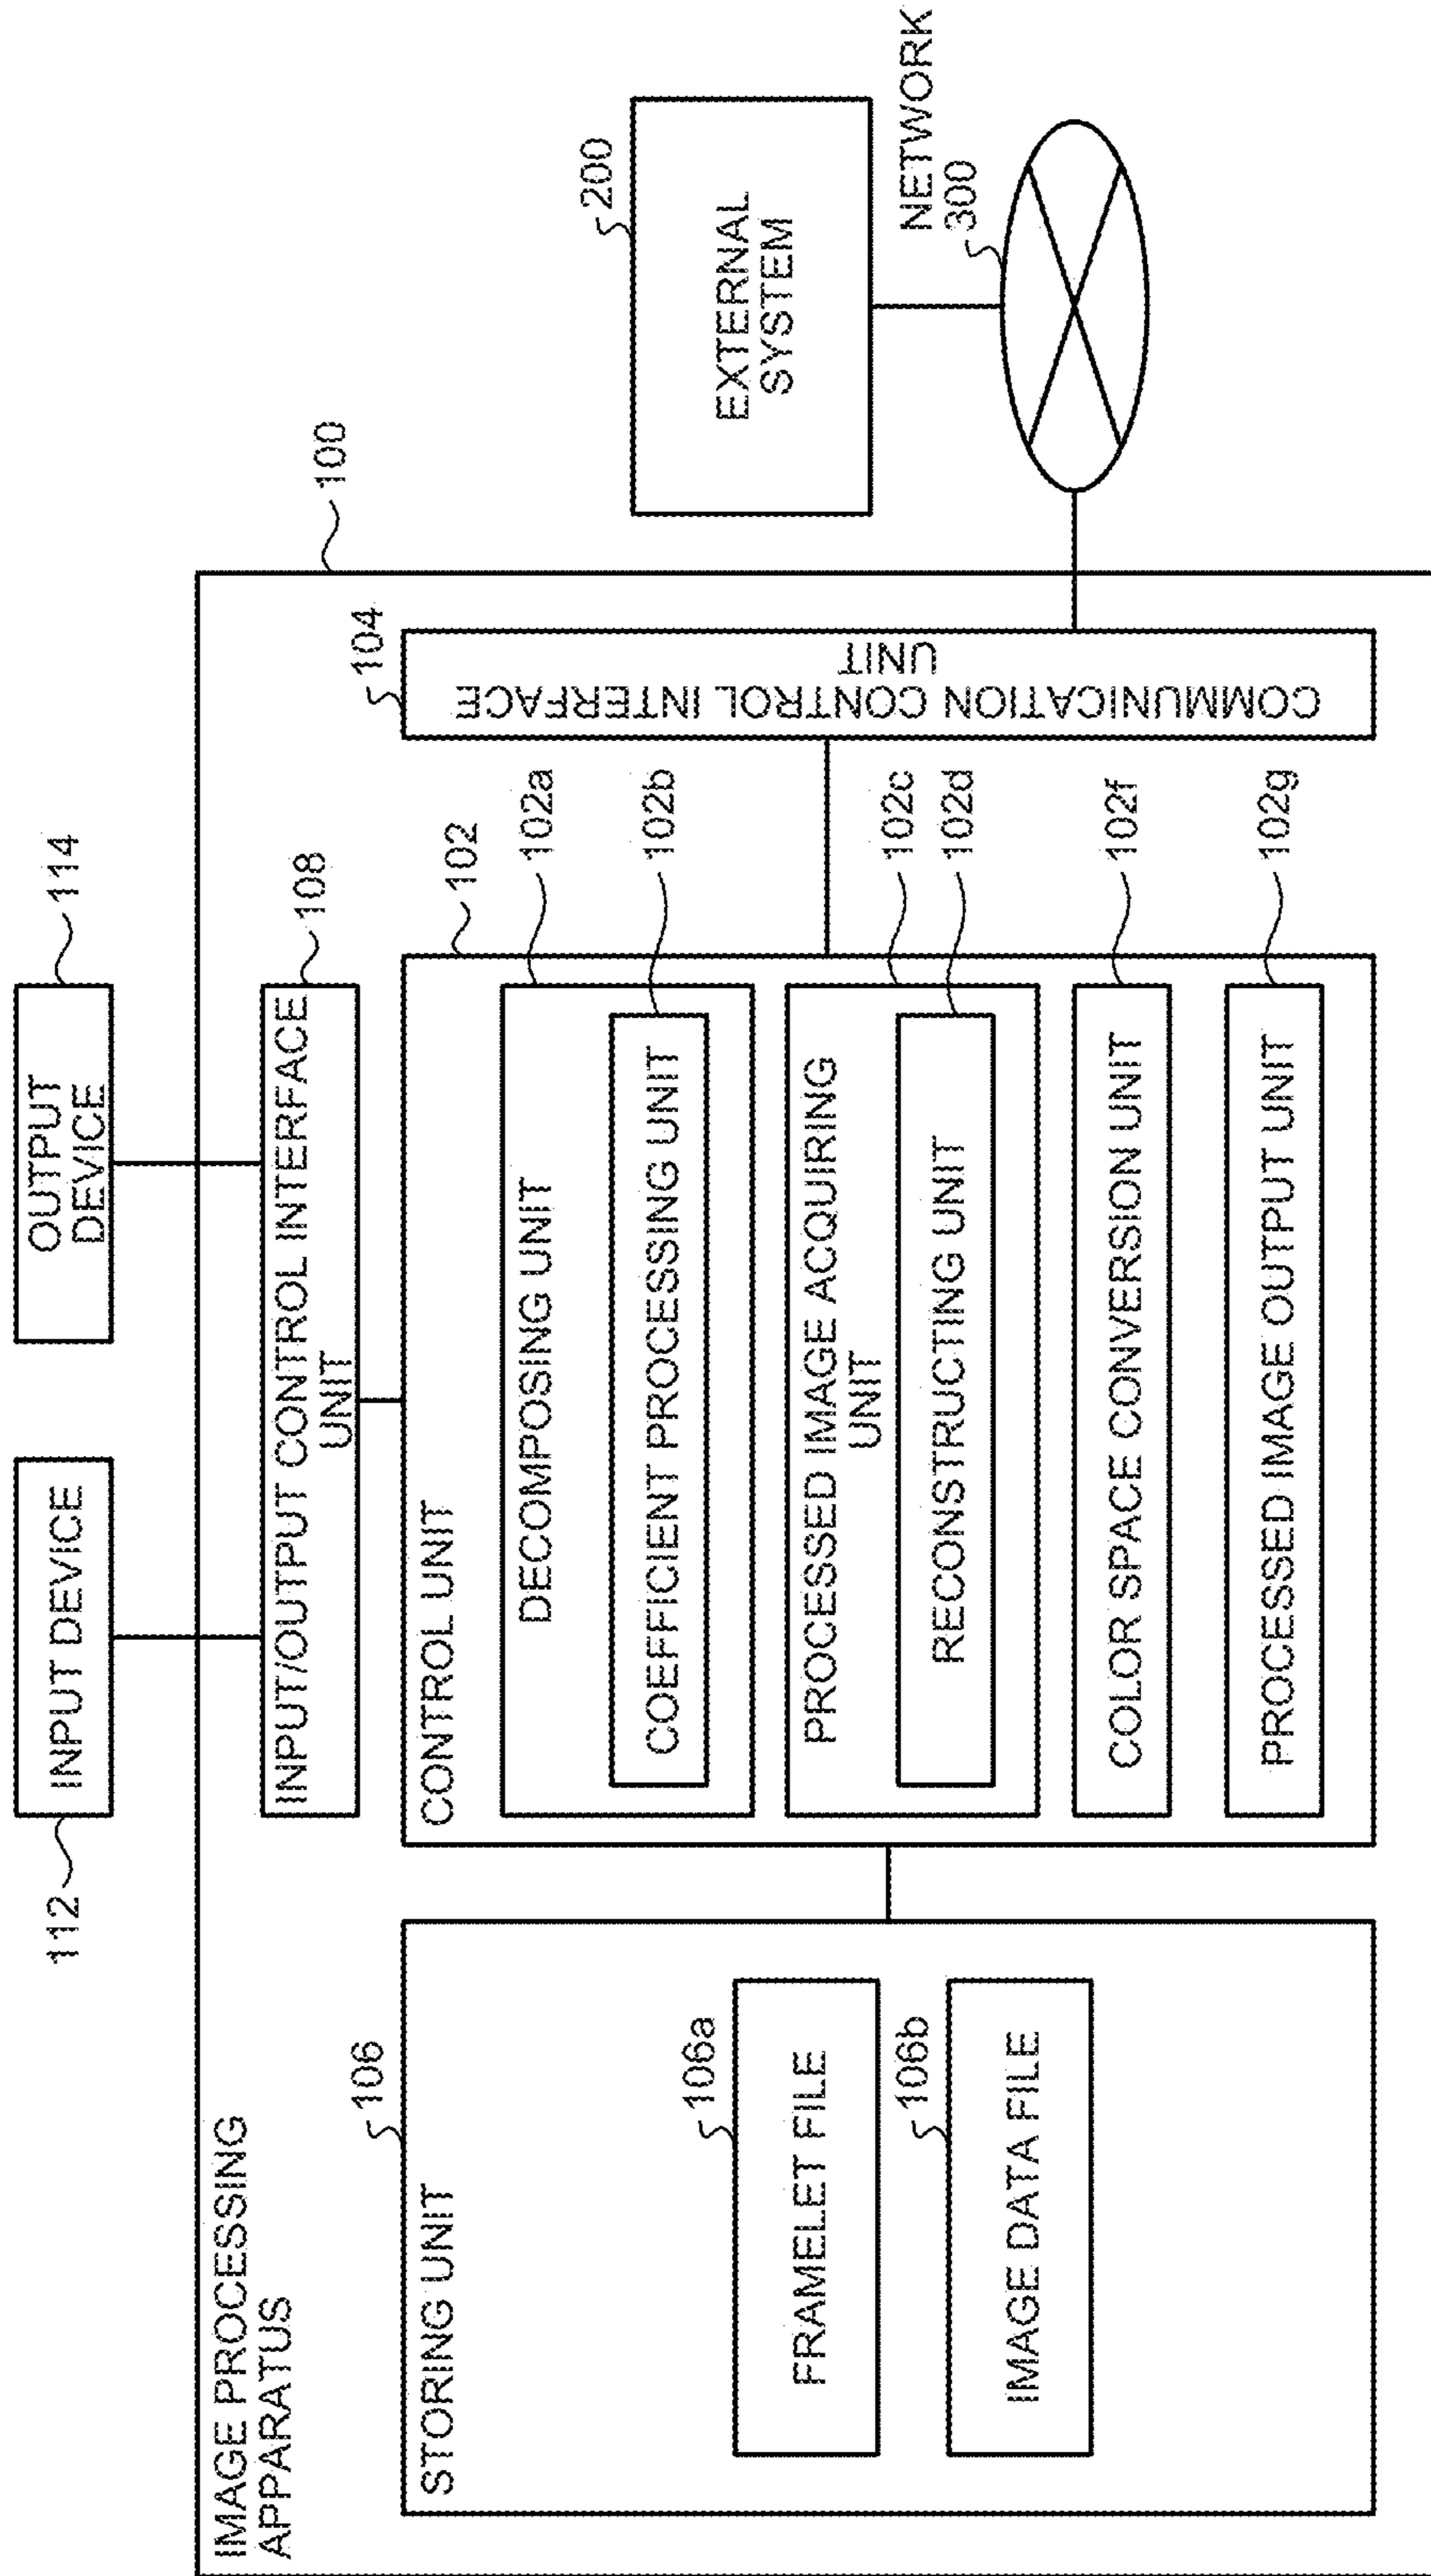 112
INPUT DEVICE
OUTPUT
DEVICE
114
IMAGE PROCESSING
APPARATUS
100
INPUT/OUTPUT CONTROL INTERFACE
UNIT
108
STORING UNIT
106
FRAMELET FILE
106a
IMAGE DATA FILE
106b
CONTROL UNIT
102
DECOMPOSING UNIT
102a
COEFFICIENT PROCESSING UNIT
102b
PROCESSED IMAGE ACQUIRING
UNIT
102c
RECONSTRUCTING UNIT
102d
COLOR SPACE CONVERSION UNIT
102f
PROCESSED IMAGE OUTPUT UNIT
102g
104
COMMUNICATION CONTROL INTERFACE
UNIT
200
EXTERNAL
SYSTEM
NETWORK
300